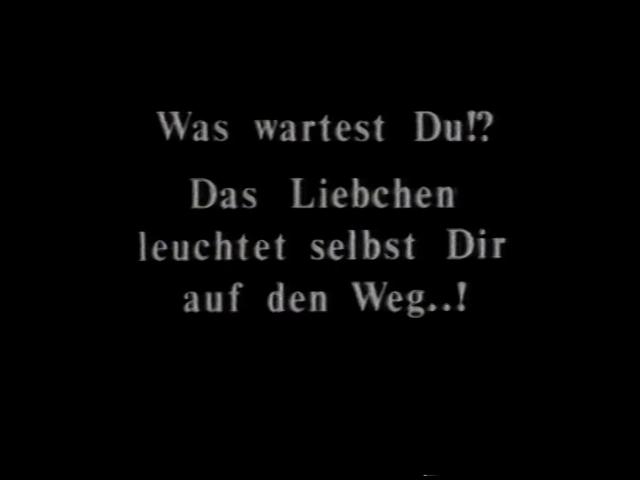 Was wartest Du!?
Das Liebchen
leuchtet selbst Dir
auf den Weg..!